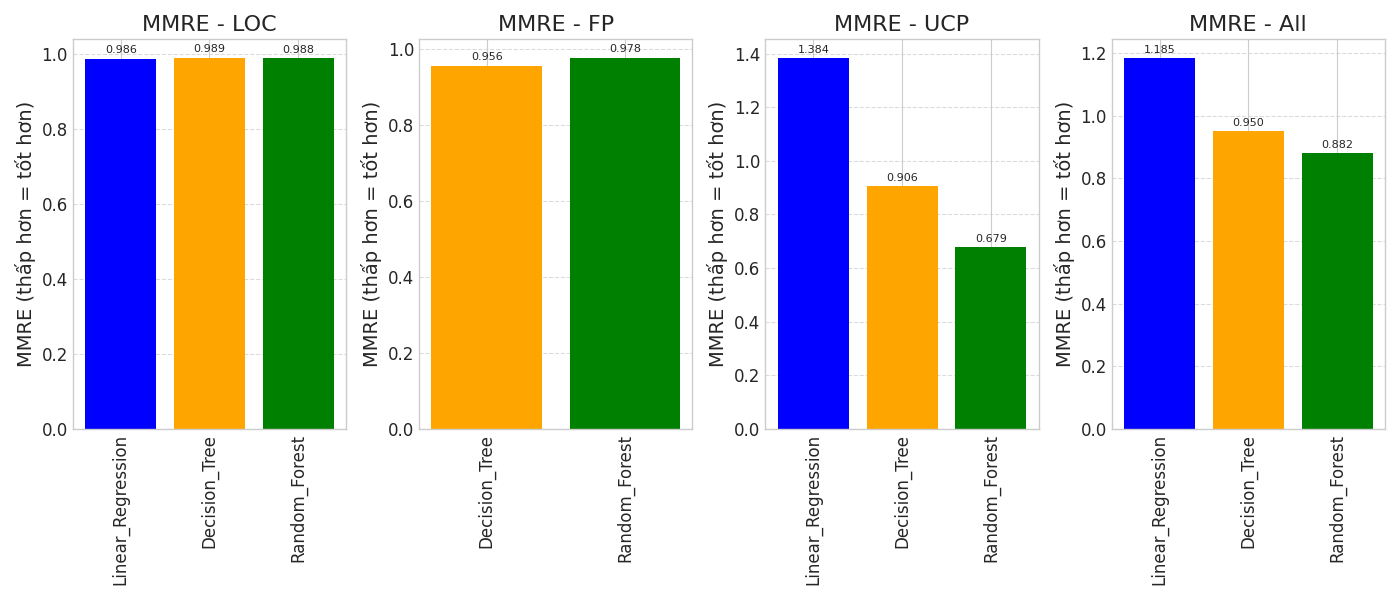 MMRE - LOC
MMRE (thấp hơn = tốt hơn)
1.0
0.8
0.6
0.4
0.2
0.0
0.986
0.989
0.988
Linear_Regression
Decision_Tree
Random_Forest
MMRE - FP
MMRE (thấp hơn = tốt hơn)
1.0
0.8
0.6
0.4
0.2
0.0
0.956
0.978
Decision_Tree
Random_Forest
MMRE - UCP
MMRE (thấp hơn = tốt hơn)
1.4
1.2
1.0
0.8
0.6
0.4
0.2
0.0
1.384
0.906
0.679
Linear_Regression
Decision_Tree
Random_Forest
MMRE - All
MMRE (thấp hơn = tốt hơn)
1.2
1.0
0.8
0.6
0.4
0.2
0.0
1.185
0.950
0.882
Linear_Regression
Decision_Tree
Random_Forest